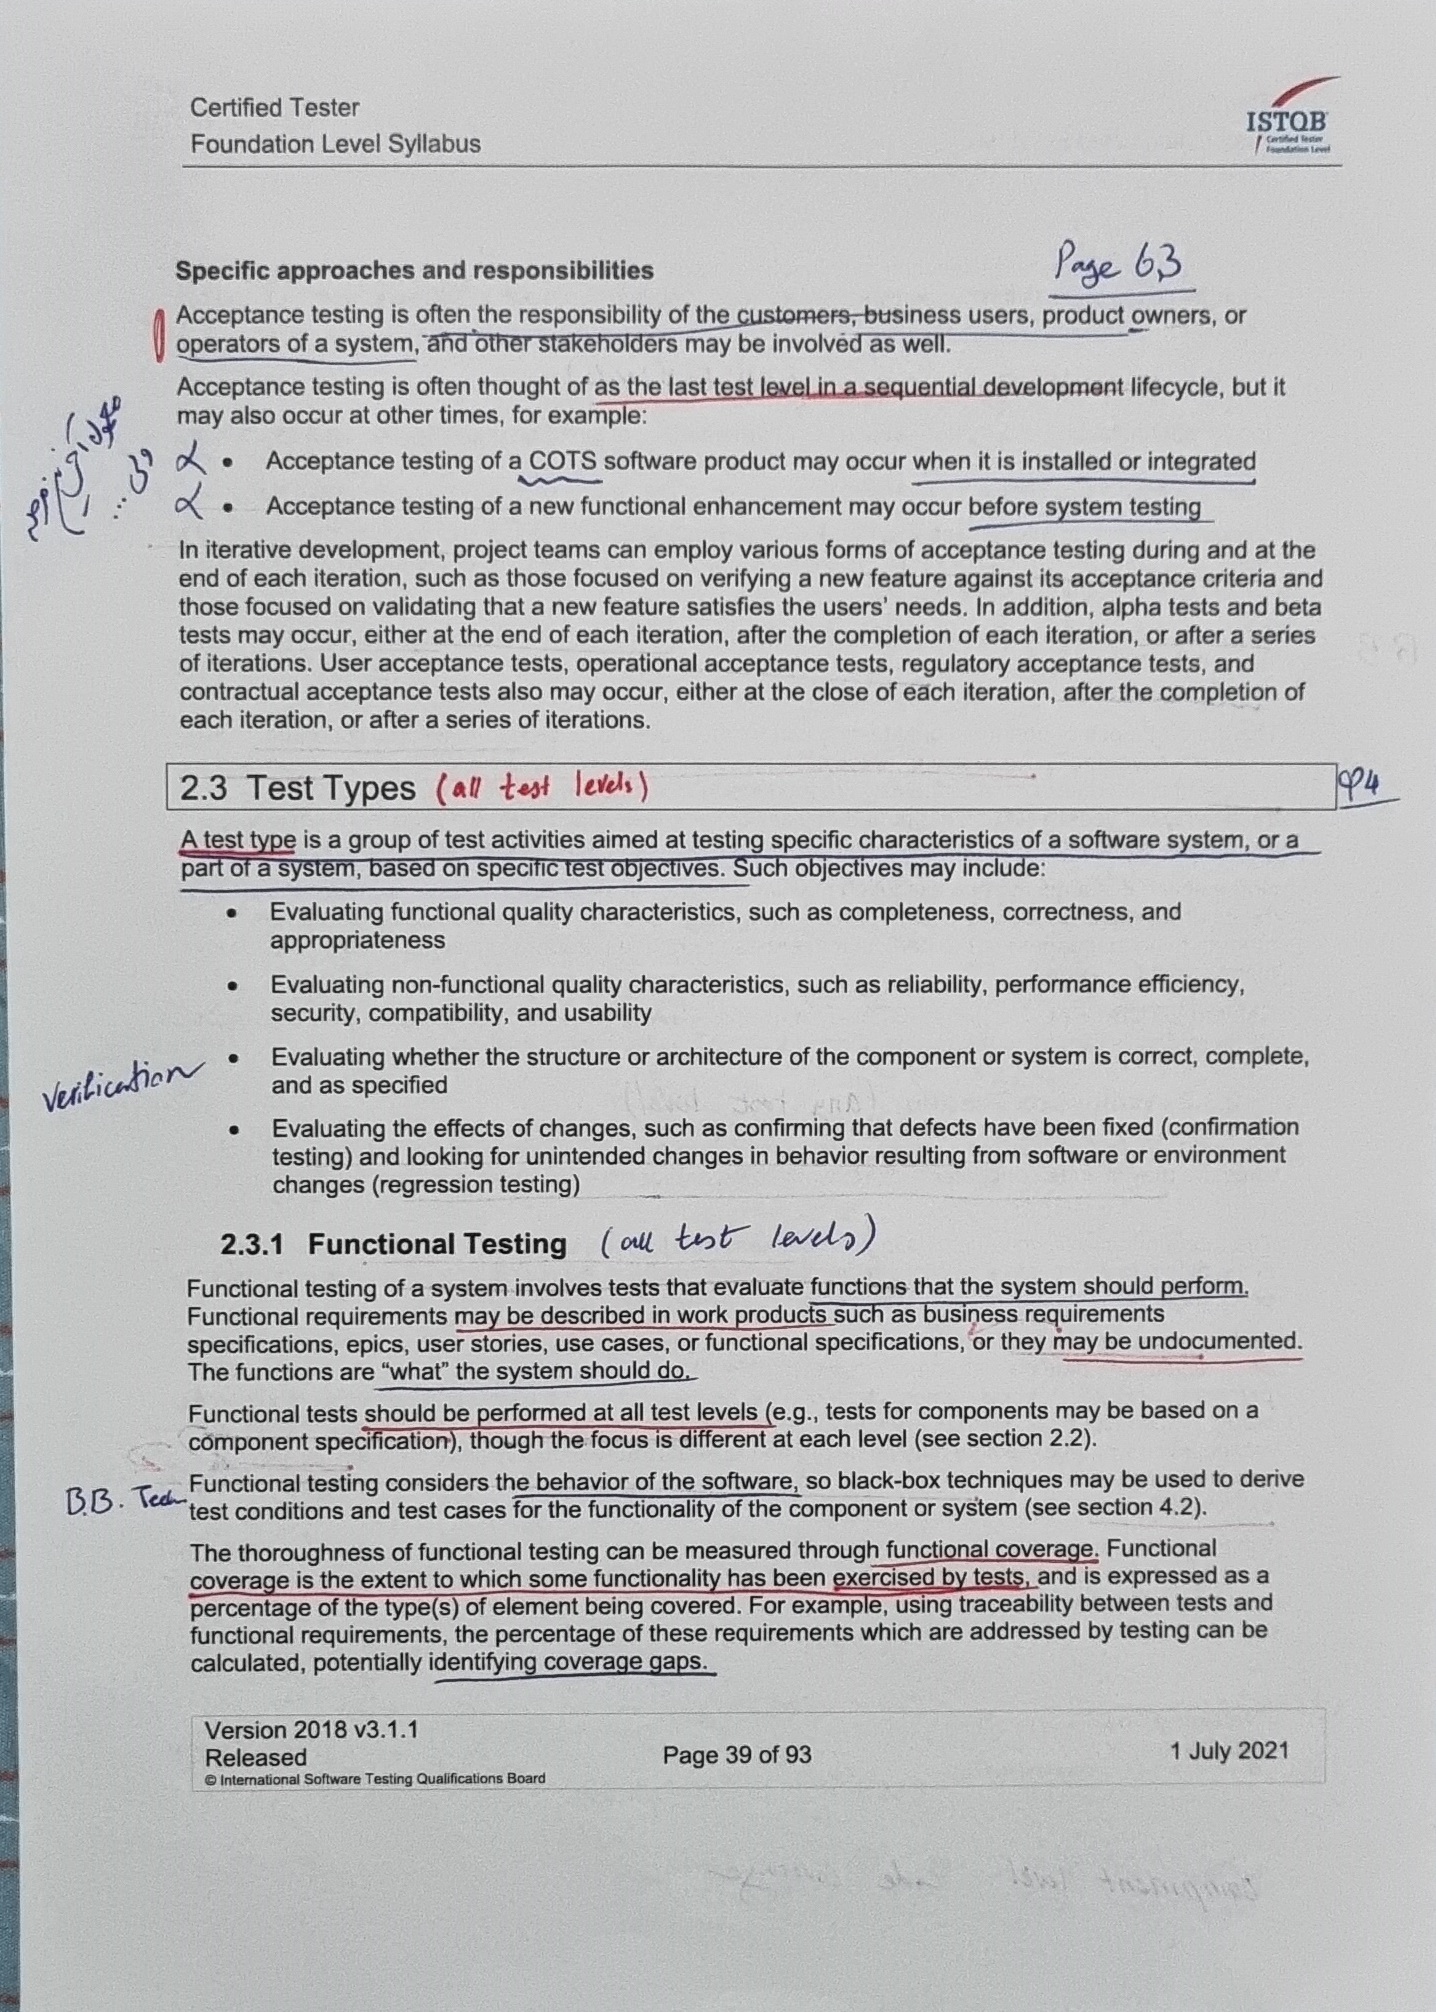 Certified Tester
Foundation Level Syllabus
ISTQB
Certified Tester
Foundation Level
Page 63
Specific approaches and responsibilities
Acceptance testing is often the responsibility of the customers, business users, product owners, or
operators of a system, and other stakeholders may be involved as well.
Acceptance testing is often thought of as the last test level in a sequential development lifecycle, but it
may also occur at other times, for example:
• Acceptance testing of a COTS software product may occur when it is installed or integrated
• Acceptance testing of a new functional enhancement may occur before system testing
In iterative development, project teams can employ various forms of acceptance testing during and at the
end of each iteration, such as those focused on verifying a new feature against its acceptance criteria and
those focused on validating that a new feature satisfies the users' needs. In addition, alpha tests and beta
tests may occur, either at the end of each iteration, after the completion of each iteration, or after a series
of iterations. User acceptance tests, operational acceptance tests, regulatory acceptance tests, and
contractual acceptance tests also may occur, either at the close of each iteration, after the completion of
each iteration, or after a series of iterations.
2.3 Test Types (all test levels)
A test type is a group of test activities aimed at testing specific characteristics of a software system, or a
part of a system, based on specific test objectives. Such objectives may include:
• Evaluating functional quality characteristics, such as completeness, correctness, and
appropriateness
• Evaluating non-functional quality characteristics, such as reliability, performance efficiency,
security, compatibility, and usability
Verification • Evaluating whether the structure or architecture of the component or system is correct, complete,
and as specified
• Evaluating the effects of changes, such as confirming that defects have been fixed (confirmation
testing) and looking for unintended changes in behavior resulting from software or environment
changes (regression testing)
2.3.1 Functional Testing (all test levels)
Functional testing of a system involves tests that evaluate functions that the system should perform.
Functional requirements may be described in work products such as business requirements
specifications, epics, user stories, use cases, or functional specifications, or they may be undocumented.
The functions are “what” the system should do.
Functional tests should be performed at all test levels (e.g., tests for components may be based on a
component specification), though the focus is different at each level (see section 2.2).
B.B. Tech Functional testing considers the behavior of the software, so black-box techniques may be used to derive
test conditions and test cases for the functionality of the component or system (see section 4.2).
The thoroughness of functional testing can be measured through functional coverage. Functional
coverage is the extent to which some functionality has been exercised by tests, and is expressed as a
percentage of the type(s) of element being covered. For example, using traceability between tests and
functional requirements, the percentage of these requirements which are addressed by testing can be
calculated, potentially identifying coverage gaps.
Version 2018 v3.1.1
Released
Page 39 of 93
1 July 2021
© International Software Testing Qualifications Board